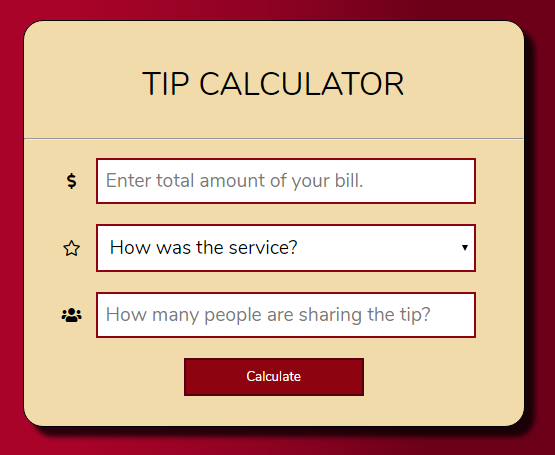 TIP CALCULATOR
$
Enter total amount of your bill.
How was the service?
How many people are sharing the tip?
Calculate